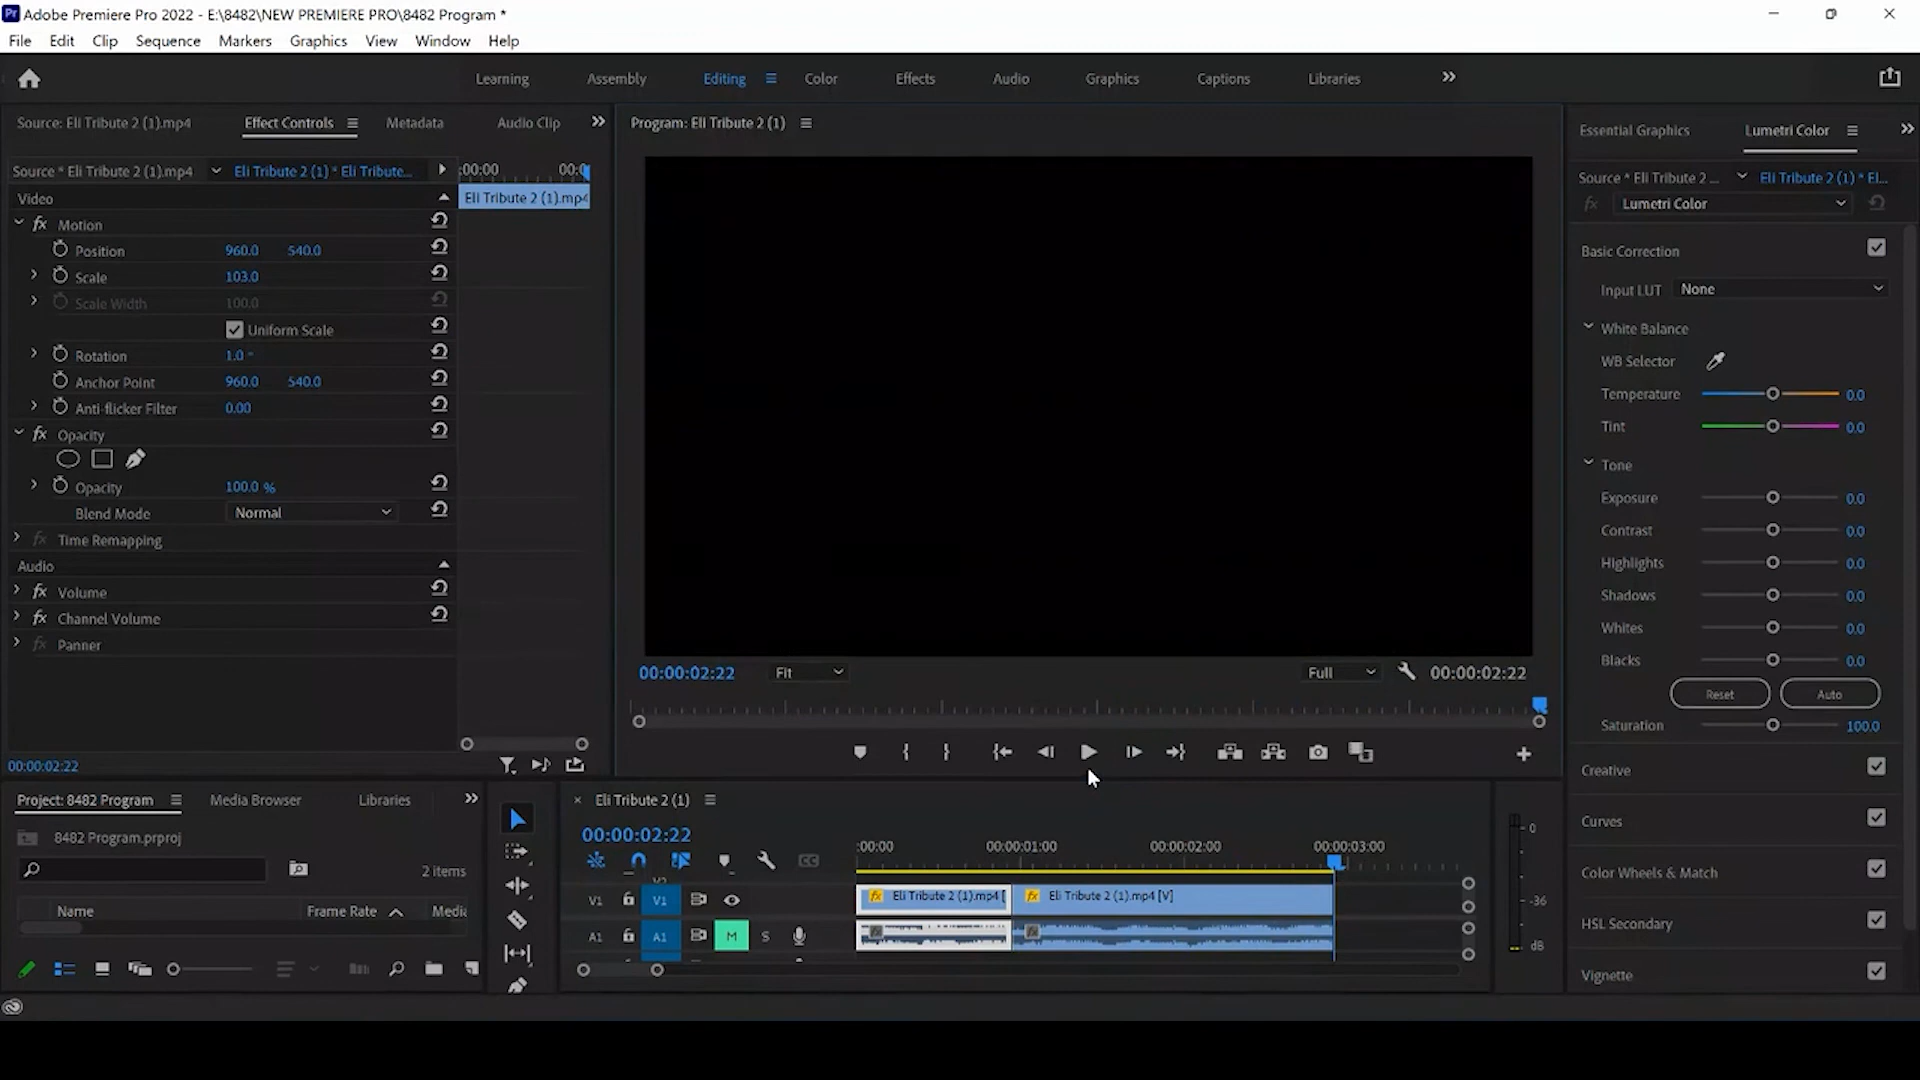 Adobe Premiere Pro 2022 - E:\8482\NEW PREMIERE PRO\8482 Program *
File Edit Clip Sequence Markers Graphics View Window Help
Learning Assembly Editing Color Effects Audio Graphics Captions Libraries
Source: Eli Tribute 2 (1).mp4 Effect Controls Metadata Audio Clip
Source * Eli Tribute 2 (1).mp4 Eli Tribute 2 (1) * Eli Tribute...
:00:00 00:0
Eli Tribute 2 (1).mp4
Video
fx Motion
Position 960.0 540.0
Scale 103.0
Scale Width 100.0
Uniform Scale
Rotation 1.0 °
Anchor Point 960.0 540.0
Anti-flicker Filter 0.00
fx Opacity
Opacity 100.0 %
Blend Mode Normal
fx Time Remapping
Audio
fx Volume
fx Channel Volume
fx Panner
00:00:02:22
Program: Eli Tribute 2 (1)
00:00:02:22 Fit Full 00:00:02:22
Essential Graphics Lumetri Color
Source * Eli Tribute 2 ... Eli Tribute 2 (1) * El...
fx Lumetri Color
Basic Correction
Input LUT None
White Balance
WB Selector
Temperature 0.0
Tint 0.0
Tone
Exposure 0.0
Contrast 0.0
Highlights 0.0
Shadows 0.0
Whites 0.0
Blacks 0.0
Reset Auto
Saturation 100.0
Creative
Curves
Color Wheels & Match
HSL Secondary
Vignette
Project: 8482 Program Media Browser Libraries
8482 Program.prproj
2 items
Name Frame Rate Media
× Eli Tribute 2 (1)
00:00:02:22
:00:00 00:00:01:00 00:00:02:00 00:00:03:00
V1 V1 fx Eli Tribute 2 (1).mp4 [ fx Eli Tribute 2 (1).mp4 [V]
A1 A1 M S fx fx
0
-36
dB